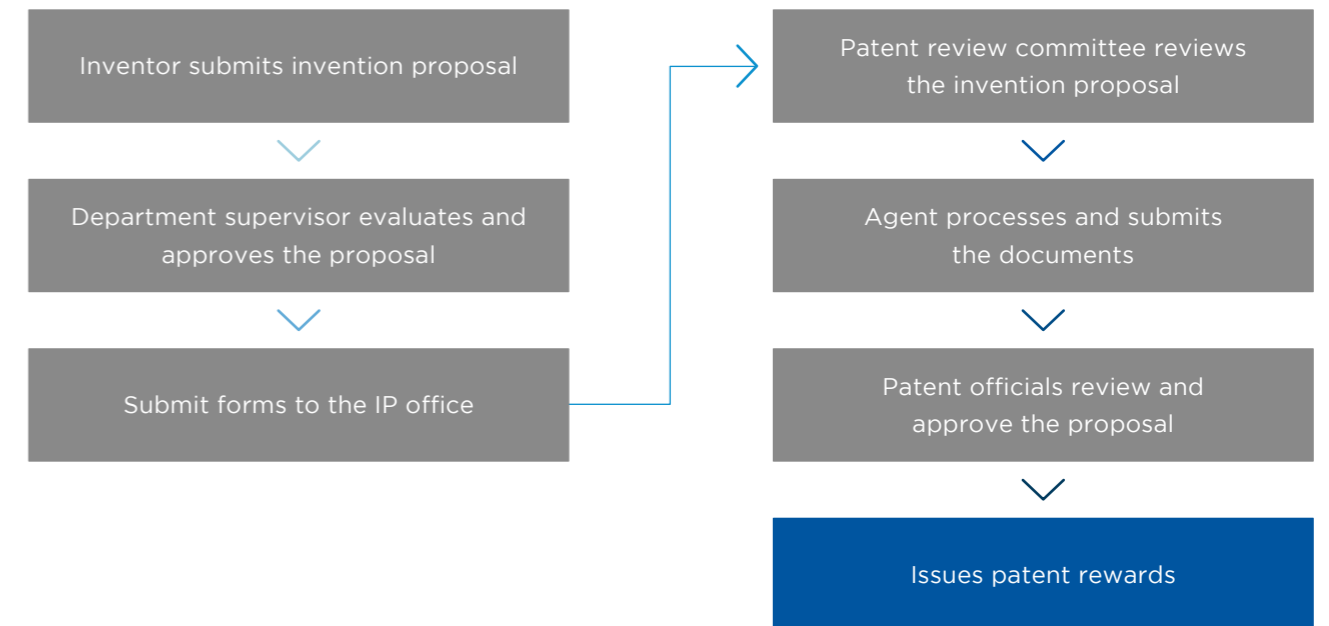 Inventor submits invention proposal
Department supervisor evaluates and
approves the proposal
Submit forms to the IP office
Patent review committee reviews
the invention proposal
Agent processes and submits
the documents
Patent officials review and
approve the proposal
Issues patent rewards